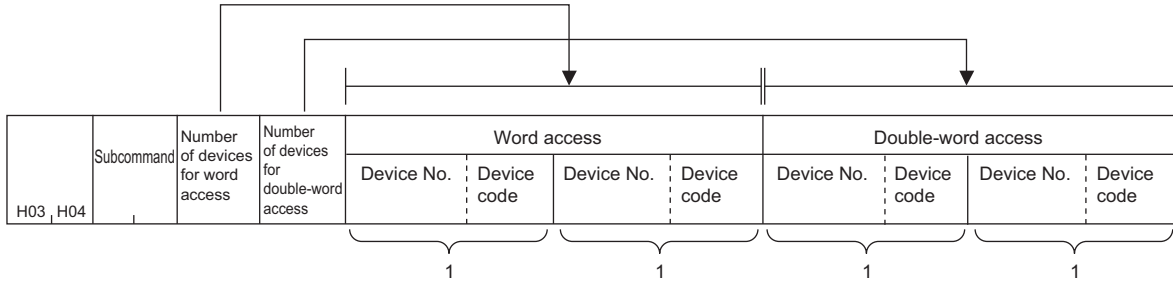 H03 H04
Subcommand
Number
of devices
for word
access
Number
of devices
for
double-word
access
Word access
Device No.
Device
code
Device No.
Device
code
Double-word access
Device No.
Device
code
Device No.
Device
code
1
1
1
1